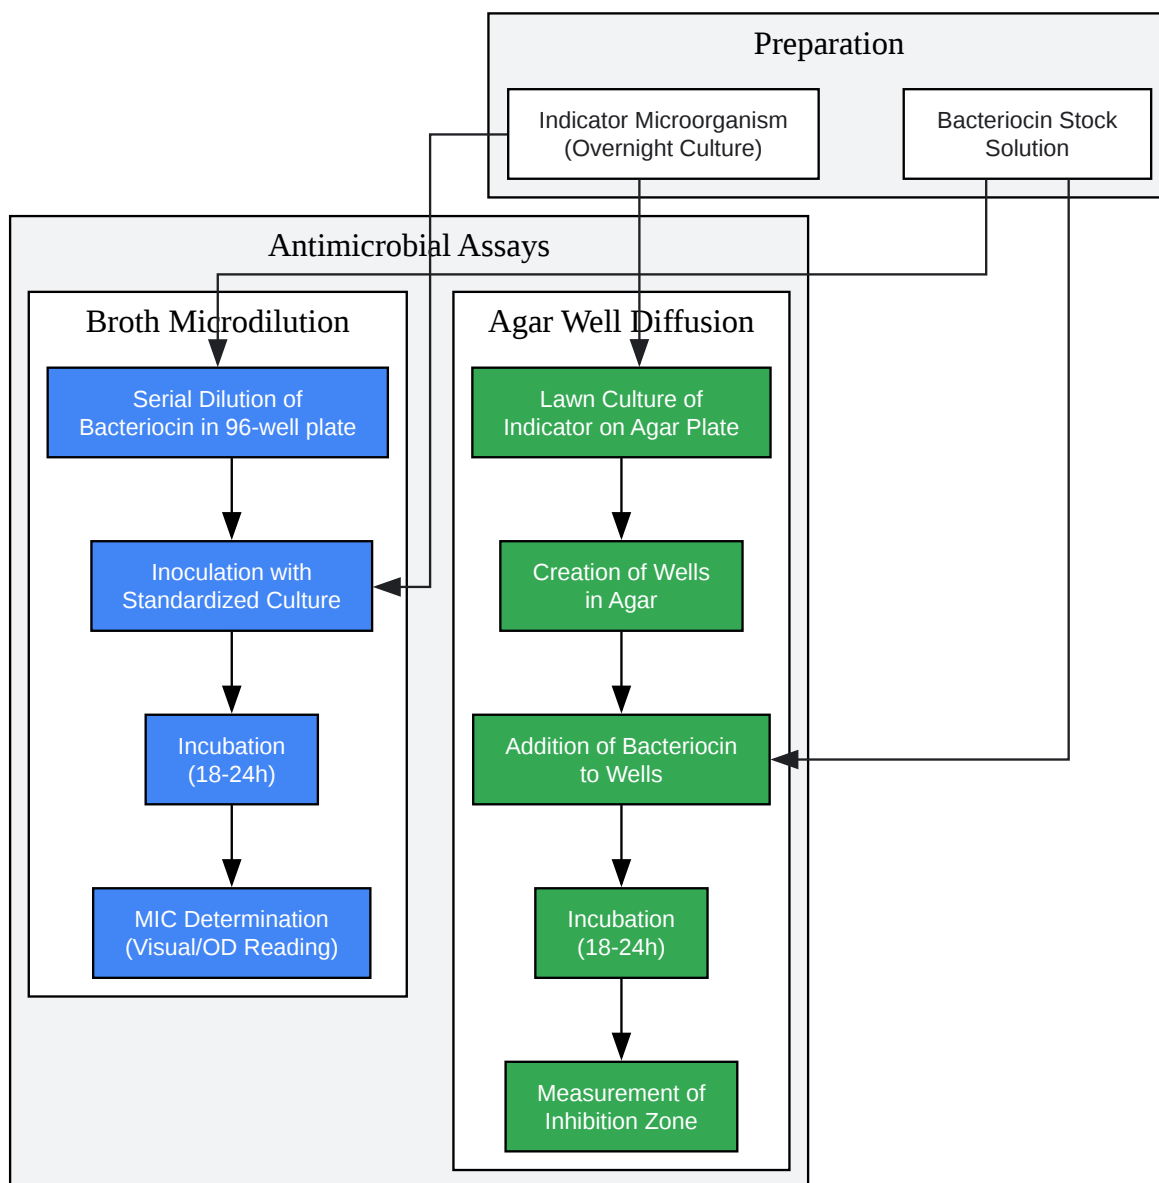 Preparation
Indicator Microorganism
(Overnight Culture)
Bacteriocin Stock
Solution
Antimicrobial Assays
Broth Microdilution
Serial Dilution of
Bacteriocin in 96-well plate
Inoculation with
Standardized Culture
Incubation
(18-24h)
MIC Determination
(Visual/OD Reading)
Agar Well Diffusion
Lawn Culture of
Indicator on Agar Plate
Creation of Wells
in Agar
Addition of Bacteriocin
to Wells
Incubation
(18-24h)
Measurement of
Inhibition Zone